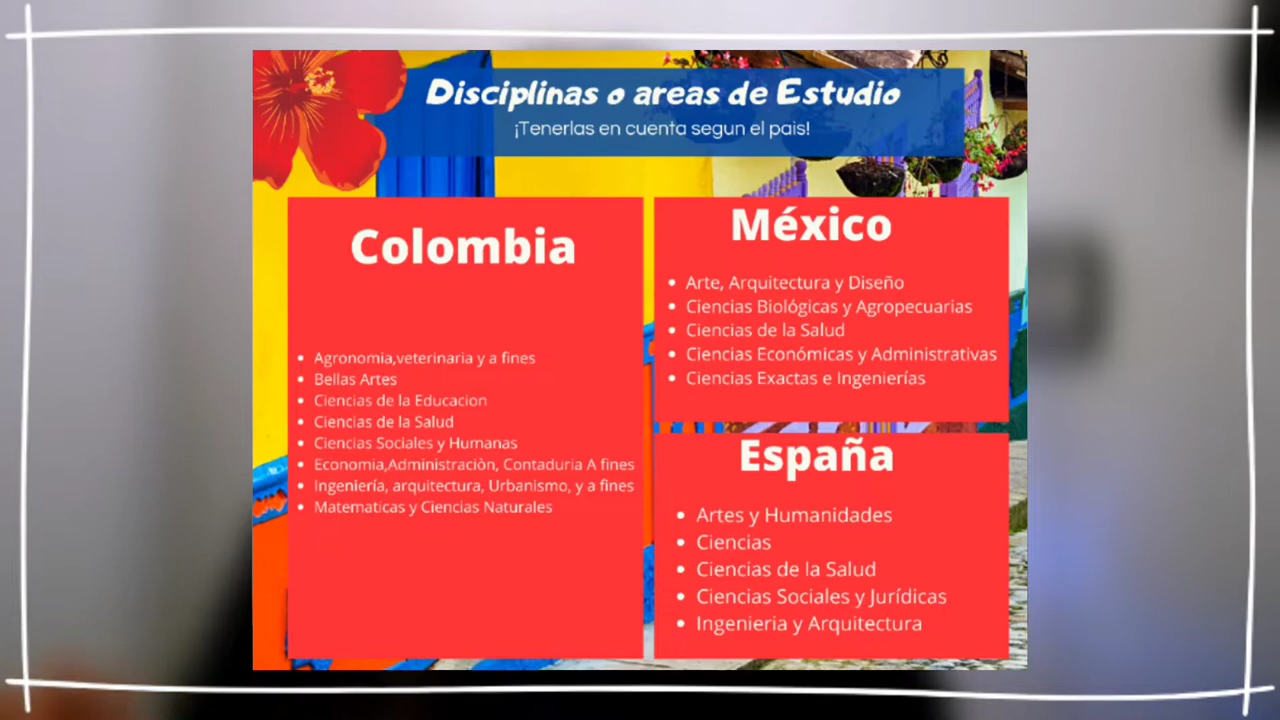 Disciplinas o areas de Estudio
¡Tenerlas en cuenta segun el pais!
Colombia
Agronomia,veterinaria y a fines
Bellas Artes
Ciencias de la Educacion
Ciencias de la Salud
Ciencias Sociales y Humanas
Economia,Administraciòn, Contaduria A fines
Ingeniería, arquitectura, Urbanismo, y a fines
Matematicas y Ciencias Naturales
México
Arte, Arquitectura y Diseño
Ciencias Biológicas y Agropecuarias
Ciencias de la Salud
Ciencias Económicas y Administrativas
Ciencias Exactas e Ingenierías
España
Artes y Humanidades
Ciencias
Ciencias de la Salud
Ciencias Sociales y Jurídicas
Ingenieria y Arquitectura